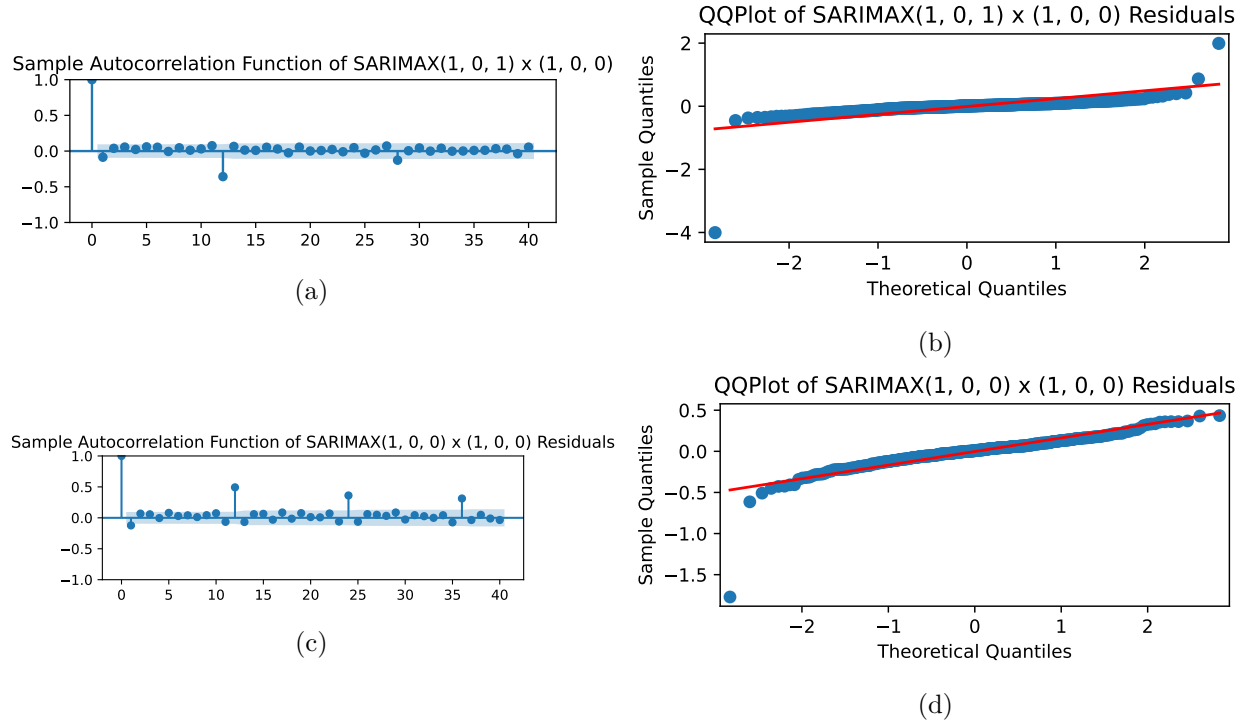 Sample Autocorrelation Function of SARIMAX(1, 0, 1) x (1, 0, 0)
1.0
0.5
0.0
−0.5
−1.0
0 5 10 15 20 25 30 35 40
(a)
QQPlot of SARIMAX(1, 0, 1) x (1, 0, 0) Residuals
Sample Quantiles
2
0
−2
−4
−2 −1 0 1 2
Theoretical Quantiles
(b)
Sample Autocorrelation Function of SARIMAX(1, 0, 0) x (1, 0, 0) Residuals
1.0
0.5
0.0
−0.5
−1.0
0 5 10 15 20 25 30 35 40
(c)
QQPlot of SARIMAX(1, 0, 0) x (1, 0, 0) Residuals
Sample Quantiles
0.5
0.0
−0.5
−1.0
−1.5
−2 −1 0 1 2
Theoretical Quantiles
(d)